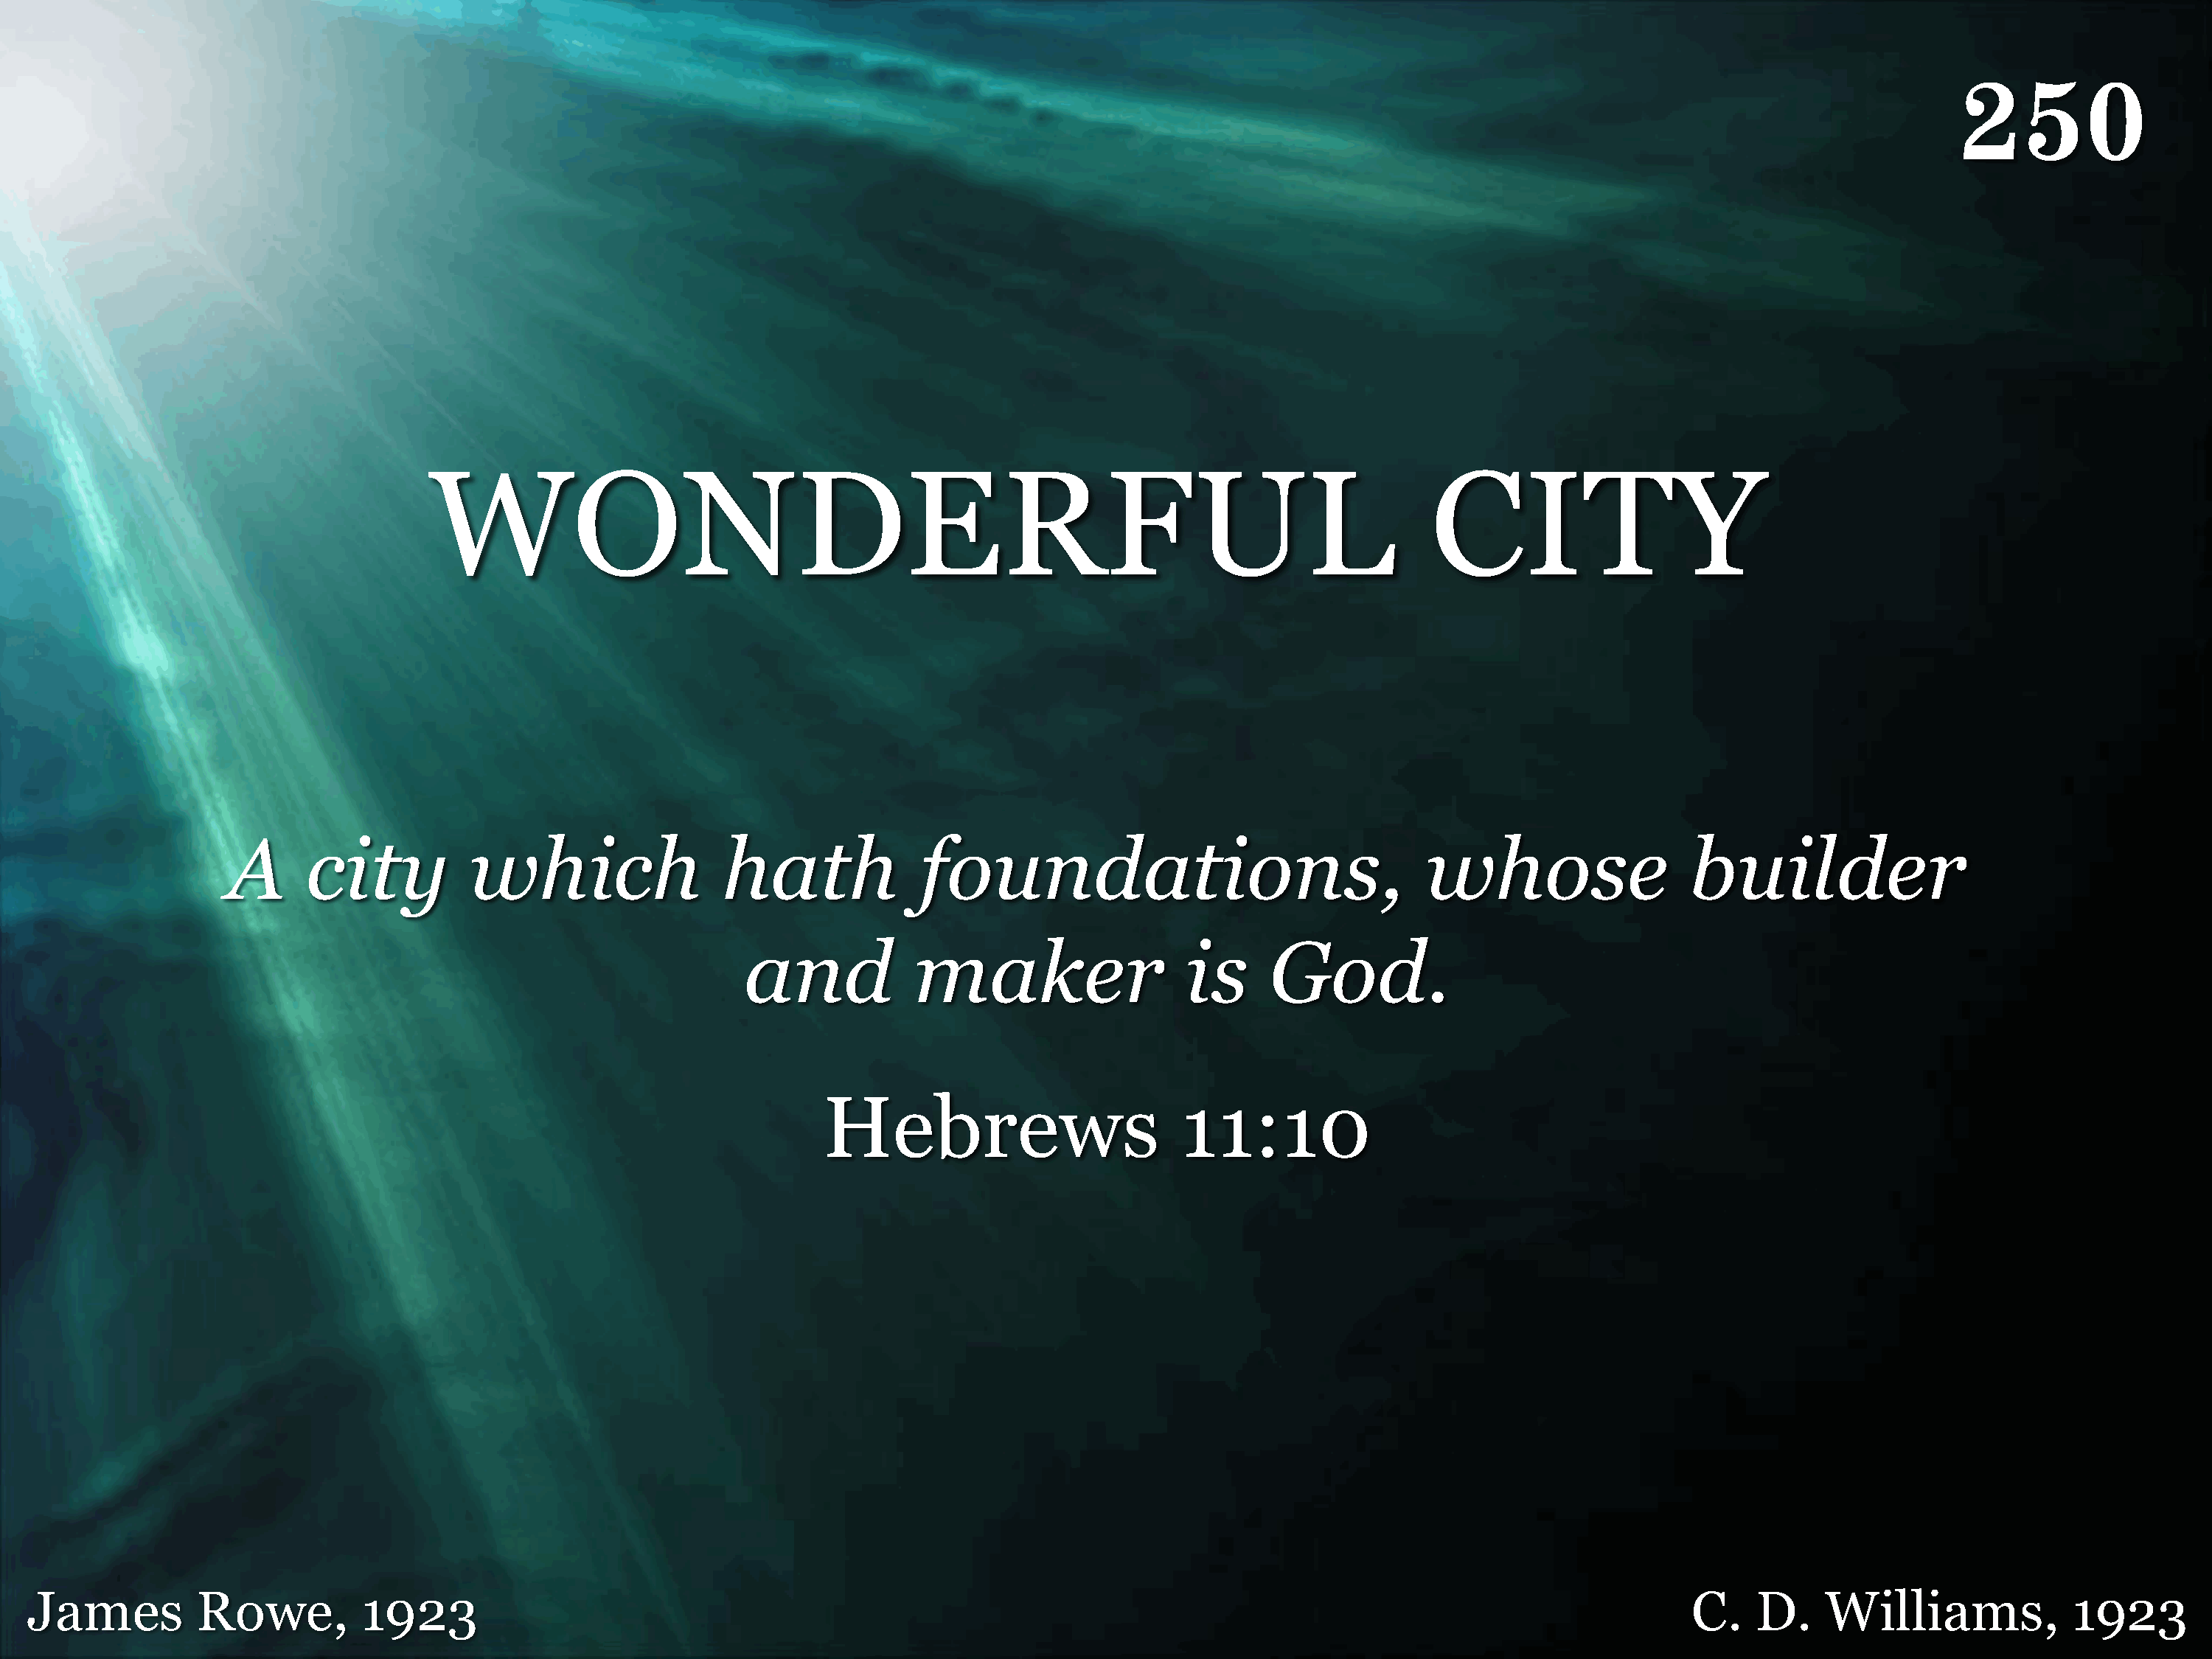 250
WONDERFUL CITY
A city which hath foundations, whose builder
and maker is God.
Hebrews 11:10
James Rowe, 1923
C. D. Williams, 1923